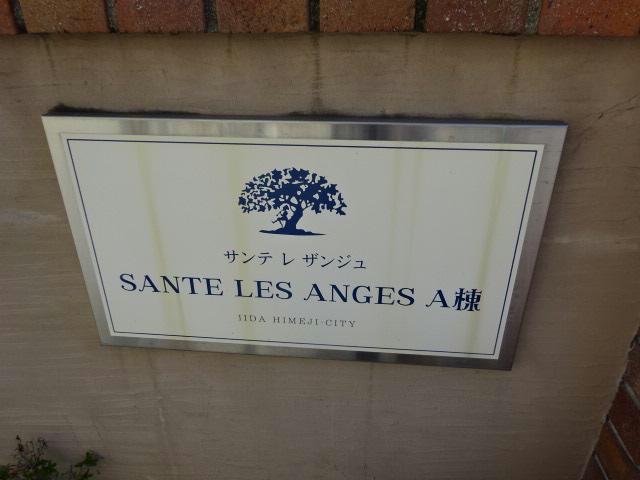 サンテ レ ザンジュ
SANTE LES ANGES A棟
IIDA HIMEJI-CITY